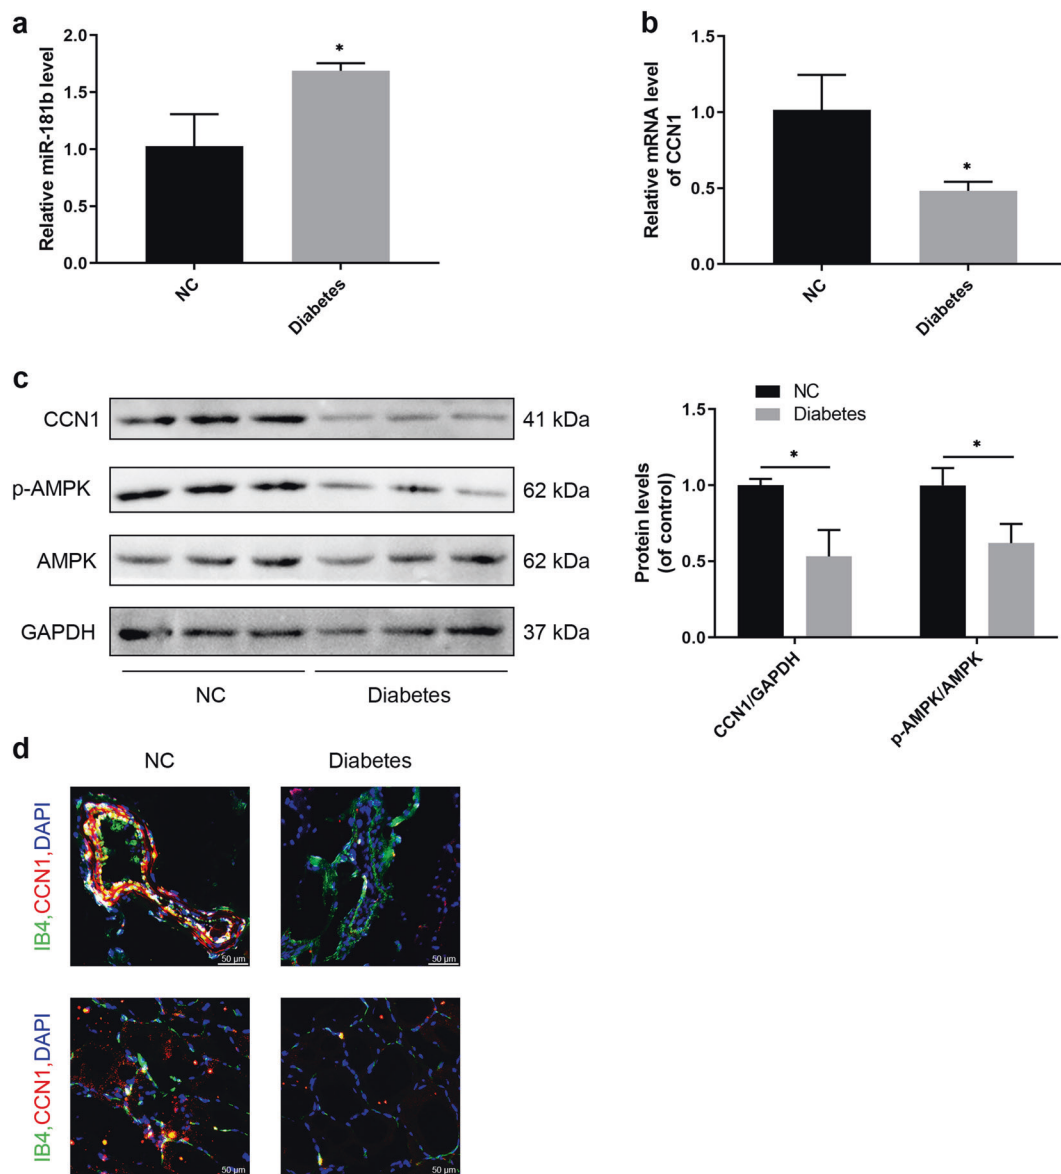 a
Relative miR-181b level
2.0
1.5
1.0
0.5
0.0
*
NC
Diabetes
b
Relative mRNA level
of CCN1
1.5
1.0
0.5
0.0
*
NC
Diabetes
c
CCN1
41 kDa
p-AMPK
62 kDa
AMPK
62 kDa
GAPDH
37 kDa
NC
Diabetes
NC
Diabetes
Protein levels
(of control)
1.5
1.0
0.5
0.0
*
*
CCN1/GAPDH
p-AMPK/AMPK
d
NC
Diabetes
IB4,CCN1,DAPI
50 µm
50 µm
IB4,CCN1,DAPI
50 µm
50 µm